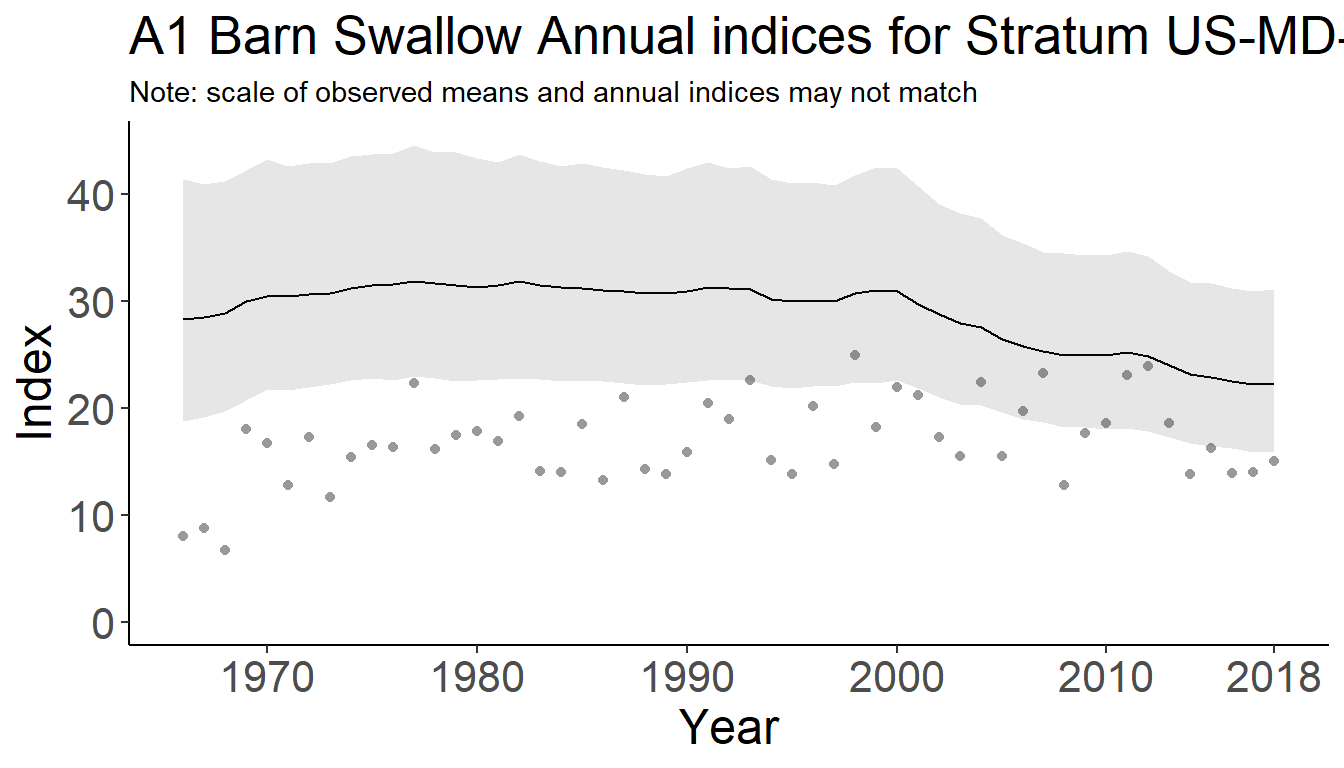 A1 Barn Swallow Annual indices for Stratum US-MD-
Note: scale of observed means and annual indices may not match
Index
40
30
20
10
0
1970 1980 1990 2000 2010 2018
Year